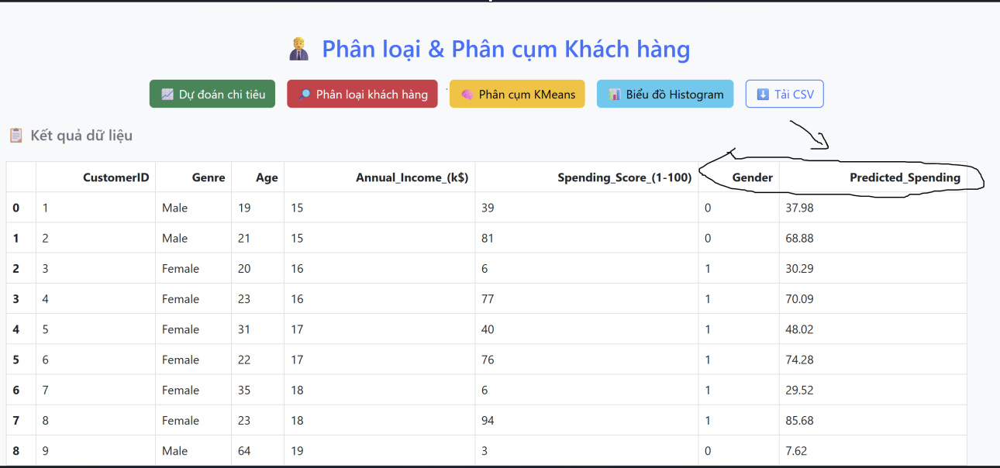 Phân loại & Phân cụm Khách hàng
Dự đoán chi tiêu Phân loại khách hàng Phân cụm KMeans Biểu đồ Histogram Tải CSV
Kết quả dữ liệu
CustomerID Genre Age Annual_Income_(k$) Spending_Score_(1-100) Gender Predicted_Spending
0 1 Male 19 15 39 0 37.98
1 2 Male 21 15 81 0 68.88
2 3 Female 20 16 6 1 30.29
3 4 Female 23 16 77 1 70.09
4 5 Female 31 17 40 1 48.02
5 6 Female 22 17 76 1 74.28
6 7 Female 35 18 6 1 29.52
7 8 Female 23 18 94 1 85.68
8 9 Male 64 19 3 0 7.62